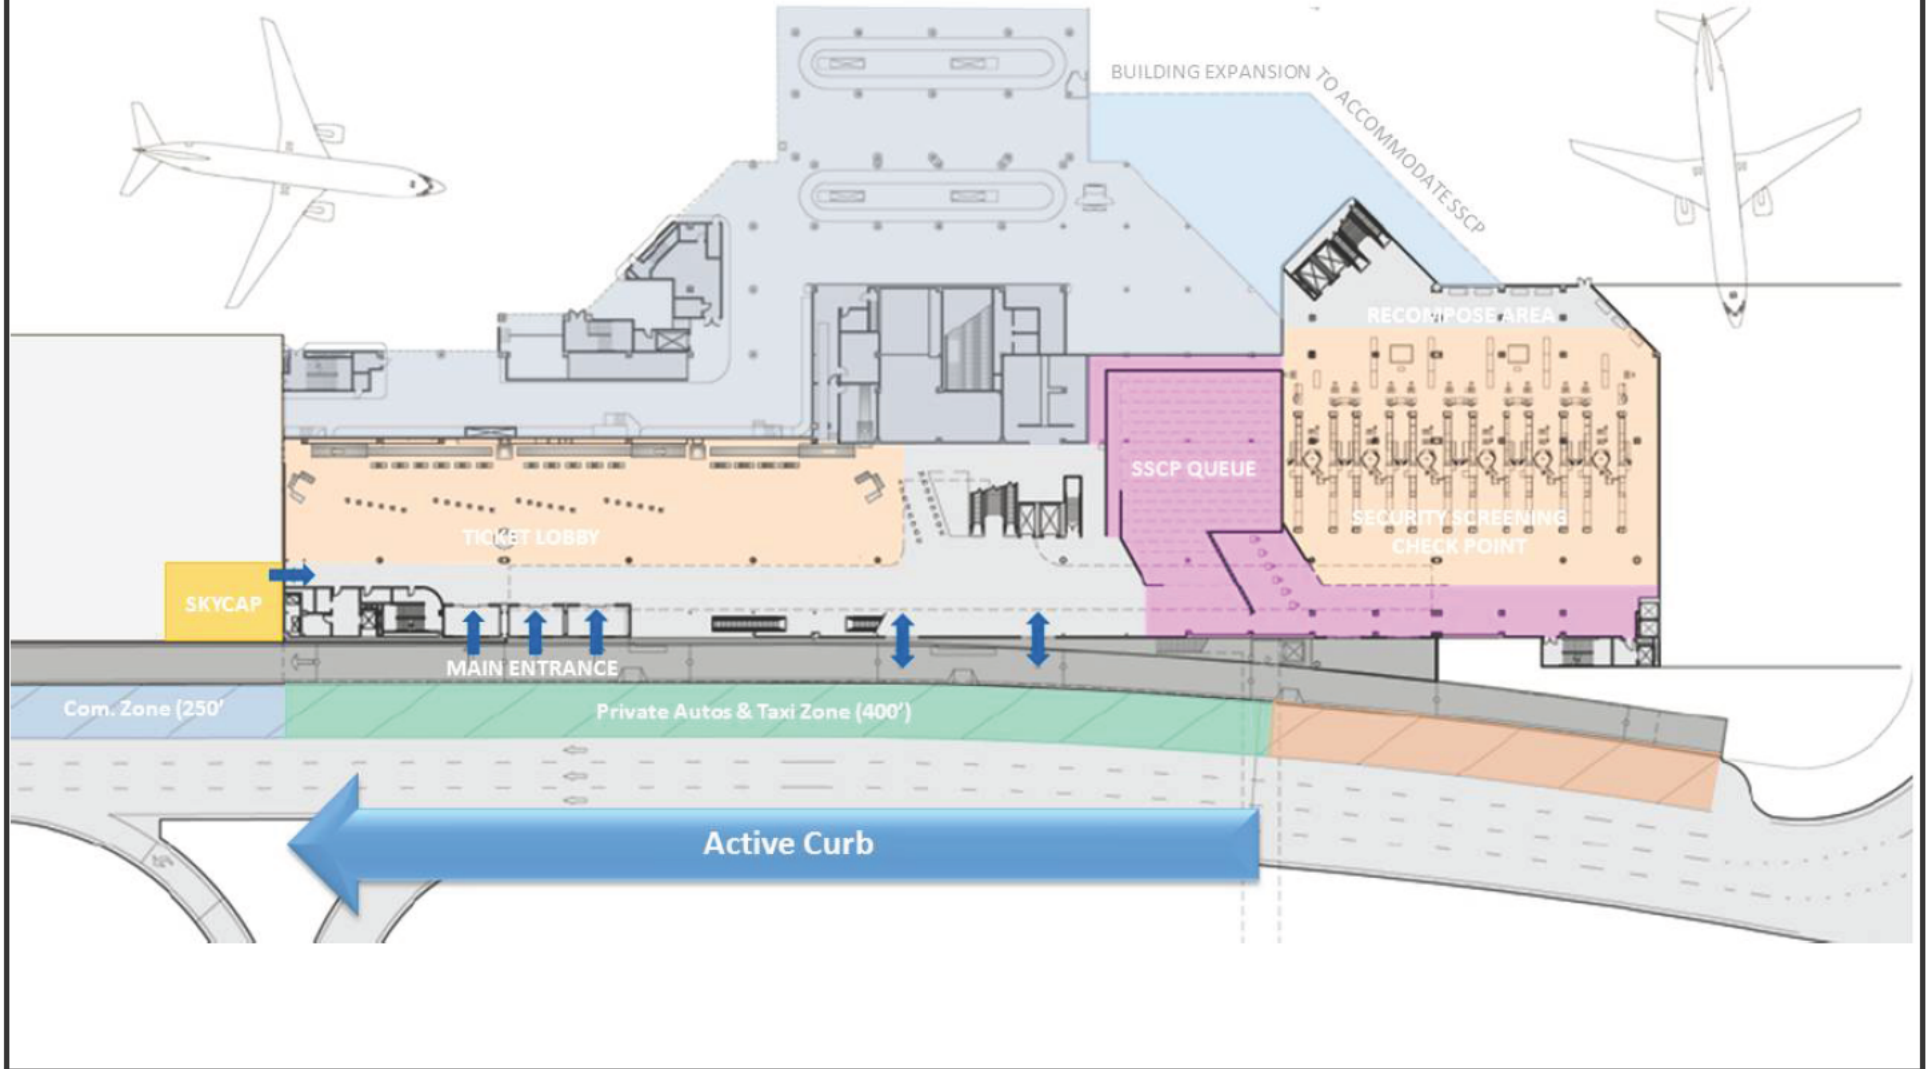 BUILDING EXPANSION TO ACCOMMODATE SSCP
RECOMPOSE AREA
SSCP QUEUE
SECURITY SCREENING
CHECK POINT
TICKET LOBBY
SKYCAP
MAIN ENTRANCE
Com. Zone (250'
Private Autos & Taxi Zone (400')
Active Curb